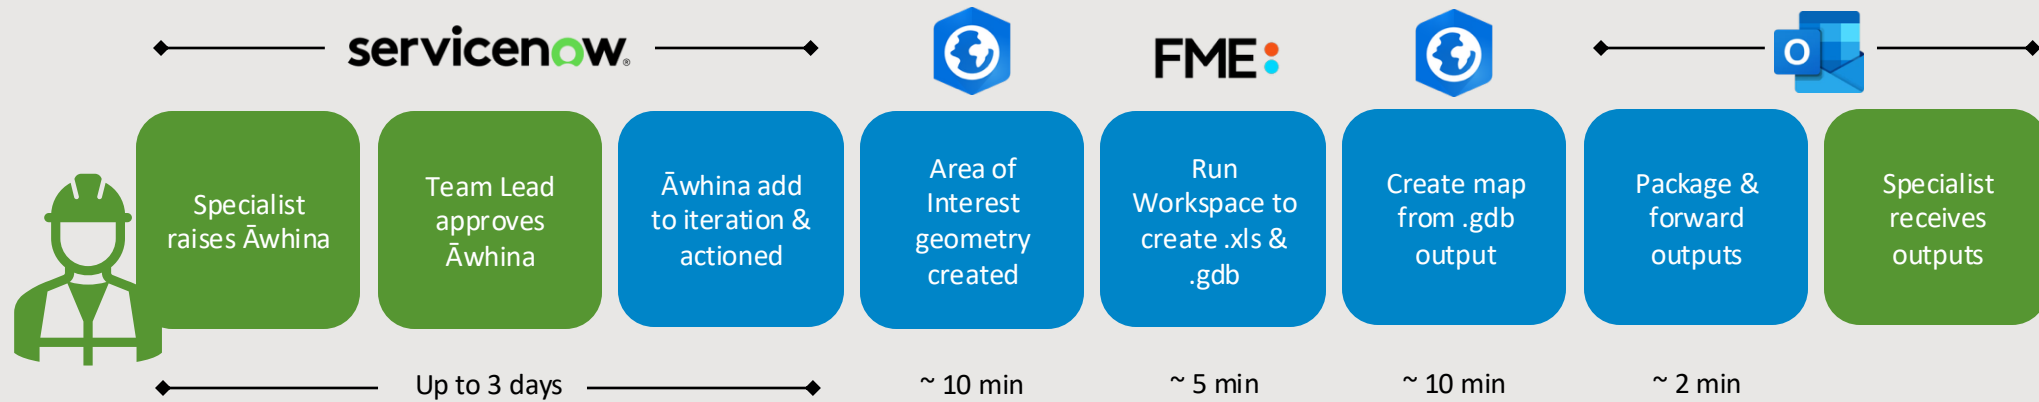 servicenow®
FME
O
Specialist
raises Āwhina
Team Lead
approves
Āwhina
Āwhina add
to iteration &
actioned
Area of
Interest
geometry
created
Run
Workspace to
create .xls &
.gdb
Create map
from .gdb
output
Package &
forward
outputs
Specialist
receives
outputs
Up to 3 days
~ 10 min
~ 5 min
~ 10 min
~ 2 min